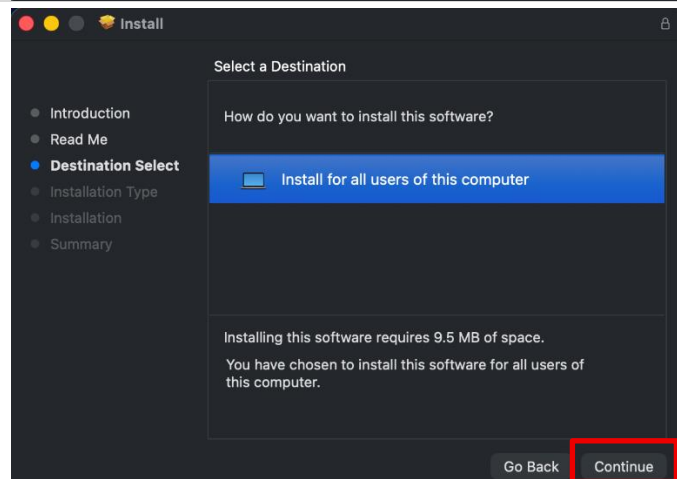 Install
Select a Destination
Introduction
Read Me
Destination Select
Installation Type
Installation
Summary
How do you want to install this software?
Install for all users of this computer
Installing this software requires 9.5 MB of space.
You have chosen to install this software for all users of
this computer.
Go Back
Continue